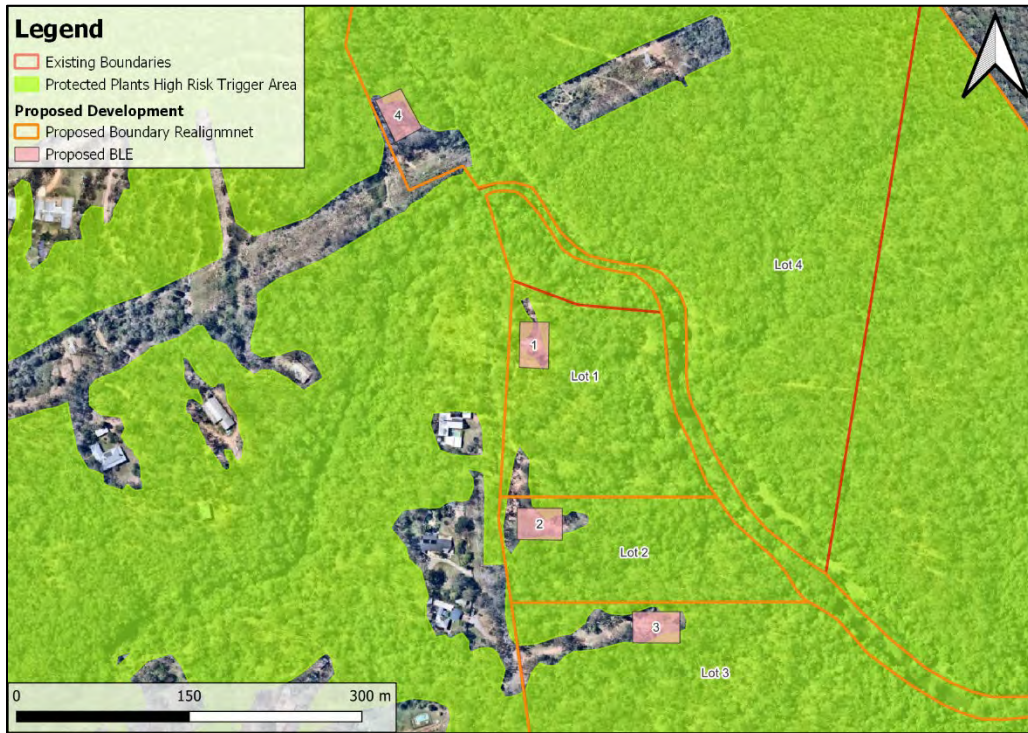 Legend
Existing Boundaries
Protected Plants High Risk Trigger Area
Proposed Development
Proposed Boundary Realignmnet
Proposed BLE
4
Lot 4
1
Lot 1
2
Lot 2
3
Lot 3
0 150 300 m